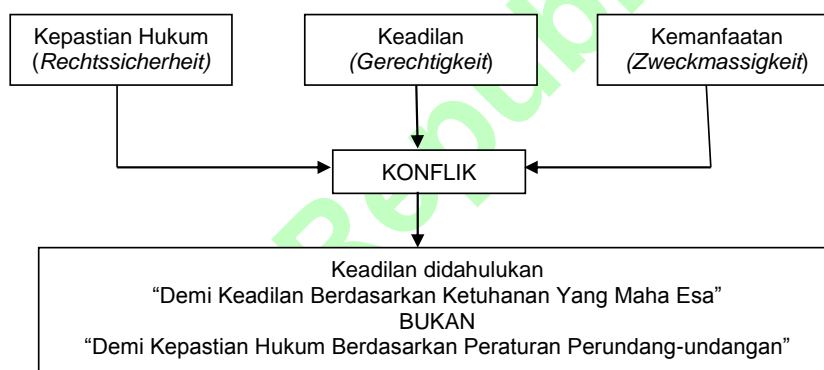 Kepastian Hukum
(Rechtssicherheit)
Keadilan
(Gerechtigkeit)
Kemanfaatan
(Zweckmassigkeit)
KONFLIK
Keadilan didahulukan
“Demi Keadilan Berdasarkan Ketuhanan Yang Maha Esa”
BUKAN
“Demi Kepastian Hukum Berdasarkan Peraturan Perundang-undangan”
Republ